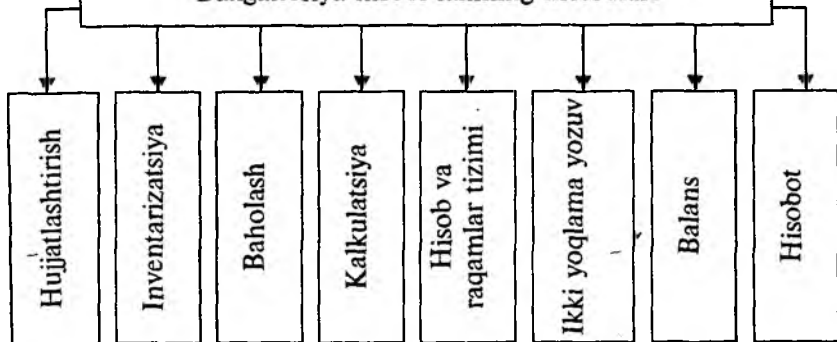 Hujjatlashtirish
Inventarizatsiya
Baholash
Kalkulatsiya
Hisob va
raqamlar tizimi
Ikki yoqlama yozuv
Balans
Hisobot